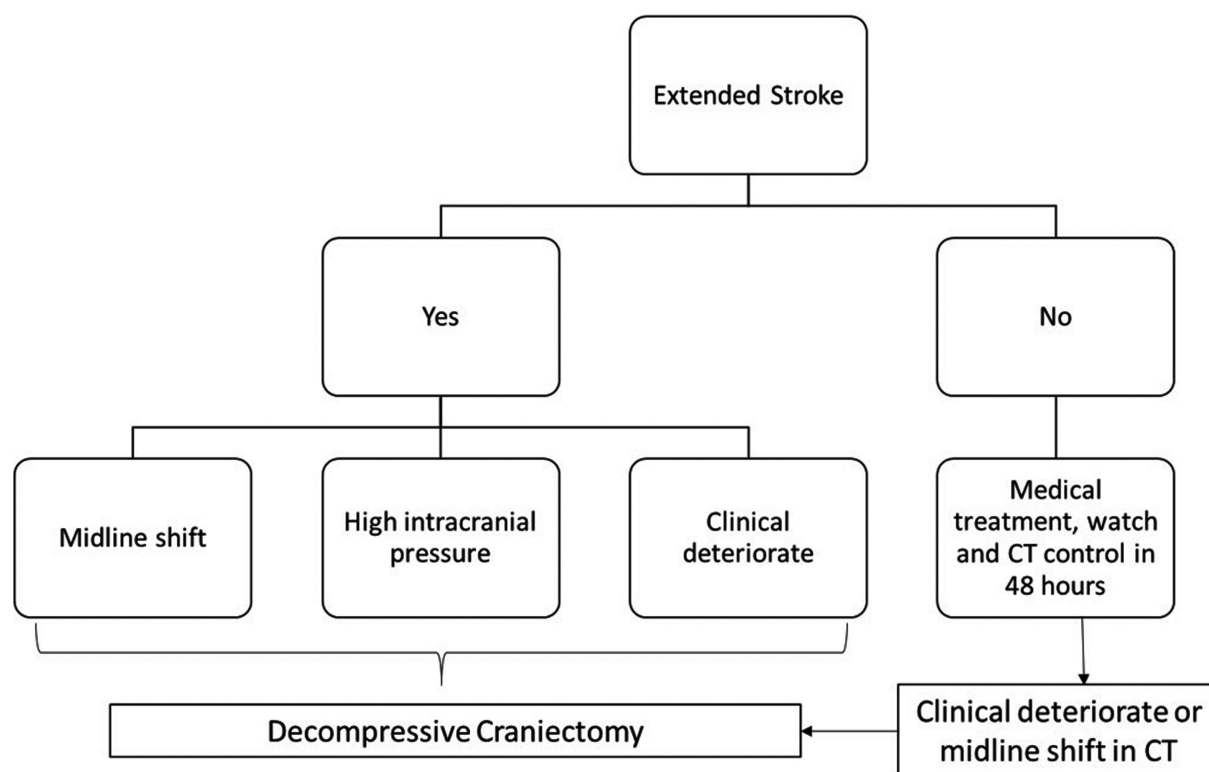 Extended Stroke
Yes
No
Midline shift
High intracranial
pressure
Clinical
deteriorate
Medical
treatment, watch
and CT control in
48 hours
Decompressive Craniectomy
Clinical deteriorate or
midline shift in CT